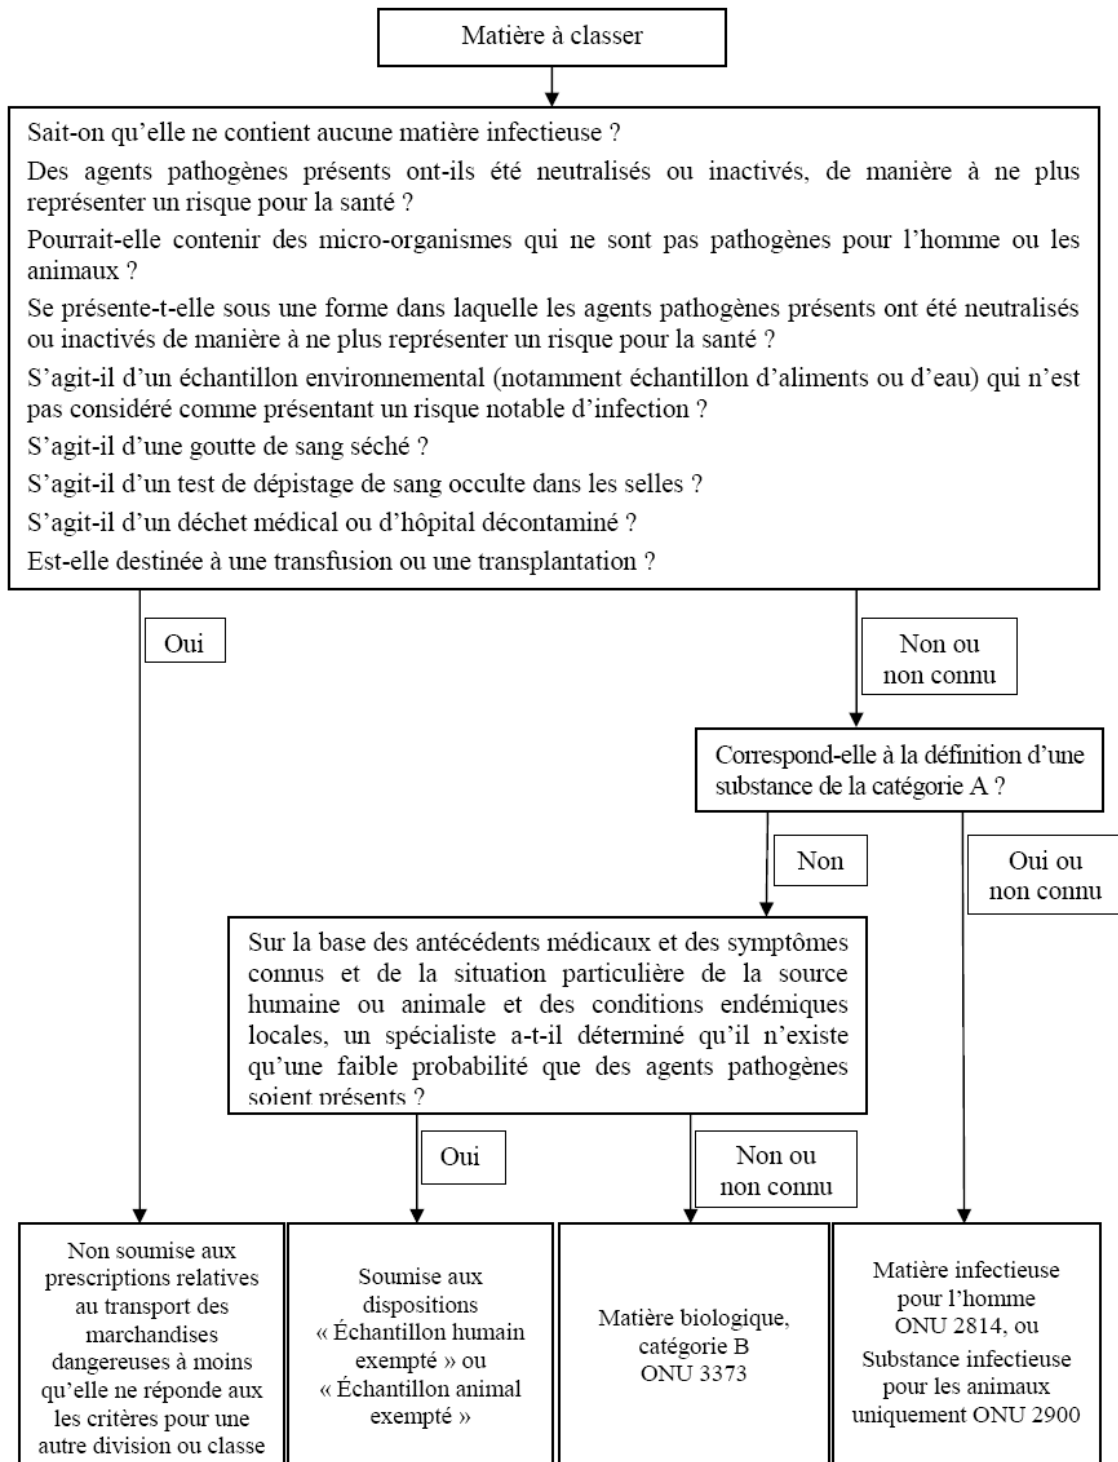 Matière à classer
Sait-on qu’elle ne contient aucune matière infectieuse ?
Des agents pathogènes présents ont-ils été neutralisés ou inactivés, de manière à ne plus
représenter un risque pour la santé ?
Pourrait-elle contenir des micro-organismes qui ne sont pas pathogènes pour l’homme ou les
animaux ?
Se présente-t-elle sous une forme dans laquelle les agents pathogènes présents ont été neutralisés
ou inactivés de manière à ne plus représenter un risque pour la santé ?
S’agit-il d’un échantillon environnemental (notamment échantillon d’aliments ou d’eau) qui n’est
pas considéré comme présentant un risque notable d’infection ?
S’agit-il d’une goutte de sang séché ?
S’agit-il d’un test de dépistage de sang occulte dans les selles ?
S’agit-il d’un déchet médical ou d’hôpital décontaminé ?
Est-elle destinée à une transfusion ou une transplantation ?
Oui
Non ou
non connu
Correspond-elle à la définition d’une
substance de la catégorie A ?
Non
Oui ou
non connu
Sur la base des antécédents médicaux et des symptômes
connus et de la situation particulière de la source
humaine ou animale et des conditions endémiques
locales, un spécialiste a-t-il déterminé qu’il n’existe
qu’une faible probabilité que des agents pathogènes
soient présents ?
Oui
Non ou
non connu
Non soumise aux
prescriptions relatives
au transport des
marchandises
dangereuses à moins
qu’elle ne réponde aux
les critères pour une
autre division ou classe
Soumise aux
dispositions
« Échantillon humain
exempté » ou
« Échantillon animal
exempté »
Matière biologique,
catégorie B
ONU 3373
Matière infectieuse
pour l’homme
ONU 2814, ou
Substance infectieuse
pour les animaux
uniquement ONU 2900